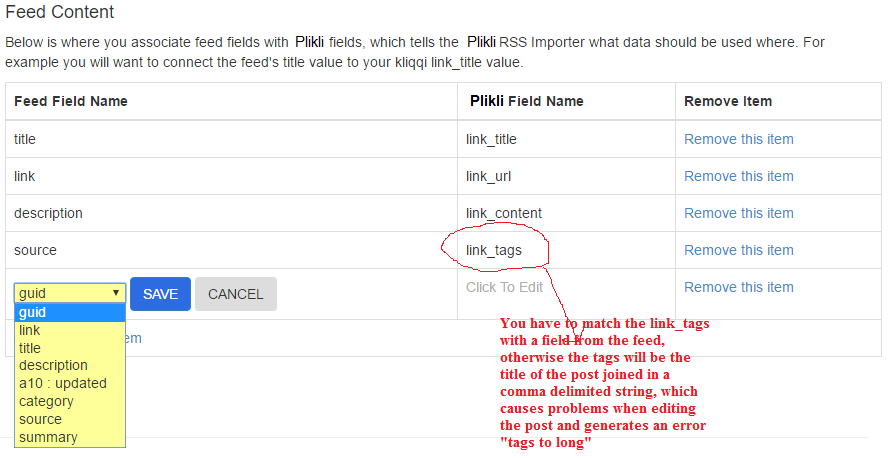 Feed Content
Below is where you associate feed fields with Plikli fields, which tells the Plikli RSS Importer what data should be used where. For
example you will want to connect the feed's title value to your kliqqi link_title value.
Feed Field Name Plikli Field Name Remove Item
title link_title Remove this item
link link_url Remove this item
description link_content Remove this item
source link_tags Remove this item
guid SAVE CANCEL Click To Edit Remove this item
guid
link
title
description
a10 : updated
category
source
summary
You have to match the link_tags
with a field from the feed,
otherwise the tags will be the
title of the post joined in a
comma delimited string, which
causes problems when editing
the post and generates an error
"tags to long"